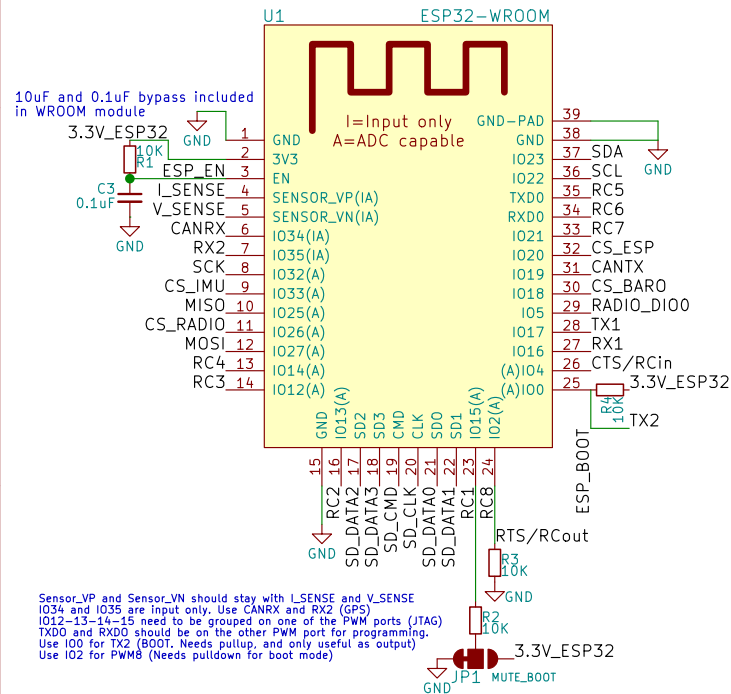 U1
ESP32-WROOM
10uF and 0.1uF bypass included
in WROOM module
I=Input only
A=ADC capable
3.3V_ESP32
10K
R1
C3
0.1uF
GND
GND
1 GND
2 3V3
ESP_EN 3 EN
I_SENSE 4 SENSOR_VP(IA)
V_SENSE 5 SENSOR_VN(IA)
CANRX 6 IO34(IA)
RX2 7 IO35(IA)
SCK 8 IO32(A)
CS_IMU 9 IO33(A)
MISO 10 IO25(A)
CS_RADIO 11 IO26(A)
MOSI 12 IO27(A)
RC4 13 IO14(A)
RC3 14 IO12(A)
GND-PAD 39
GND 38
GND
IO23 37 SDA
IO22 36 SCL
TXD0 35 RC5
RXD0 34 RC6
IO21 33 RC7
IO20 32 CS_ESP
IO19 31 CANTX
IO18 30 CS_BARO
IO5 29 RADIO_DIO0
IO17 28 TX1
IO16 27 RX1
(A)IO4 26 CTS/RCin
(A)IO0 25
3.3V_ESP32
R4
10K
TX2
ESP_BOOT
GND 15
GND
IO13(A) 16 RC2
SD2 17 SD_DATA2
SD3 18 SD_DATA3
CMD 19 SD_CMD
CLK 20 SD_CLK
SD0 21 SD_DATA0
SD1 22 SD_DATA1
IO15(A) 23 RC1
IO2(A) 24 RC8
RTS/RCout
R3
10K
GND
R2
10K
3.3V_ESP32
GND
JP1
MUTE_BOOT
Sensor_VP and Sensor_VN should stay with I_SENSE and V_SENSE
IO34 and IO35 are input only. Use CANRX and RX2 (GPS)
IO12-13-14-15 need to be grouped on one of the PWM ports (JTAG)
TXDO and RXDO should be on the other PWM port for programming.
Use IO0 for TX2 (BOOT. Needs pullup, and only useful as output)
Use IO2 for PWM8 (Needs pulldown for boot mode)